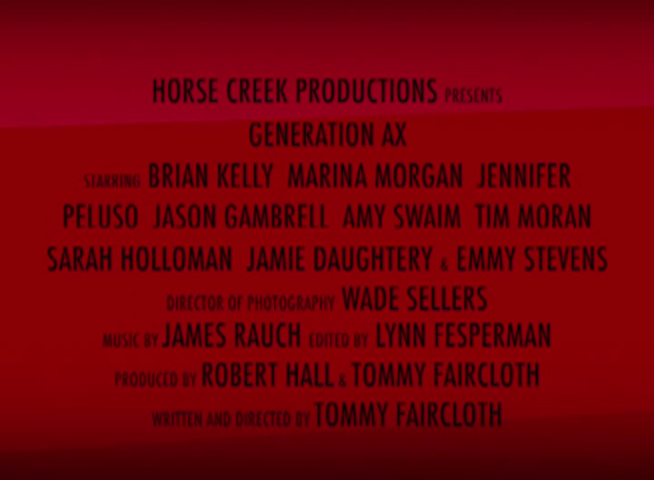 HORSE CREEK PRODUCTIONS PRESENTS
GENERATION AX
STARRING BRIAN KELLY MARINA MORGAN JENNIFER
PELUSO JASON GAMBRELL AMY SWAIM TIM MORAN
SARAH HOLLOMAN JAMIE DAUGHTERY & EMMY STEVENS
DIRECTOR OF PHOTOGRAPHY WADE SELLERS
MUSIC BY JAMES RAUCH EDITED BY LYNN FESPERMAN
PRODUCED BY ROBERT HALL & TOMMY FAIRCLOTH
WRITTEN AND DIRECTED BY TOMMY FAIRCLOTH